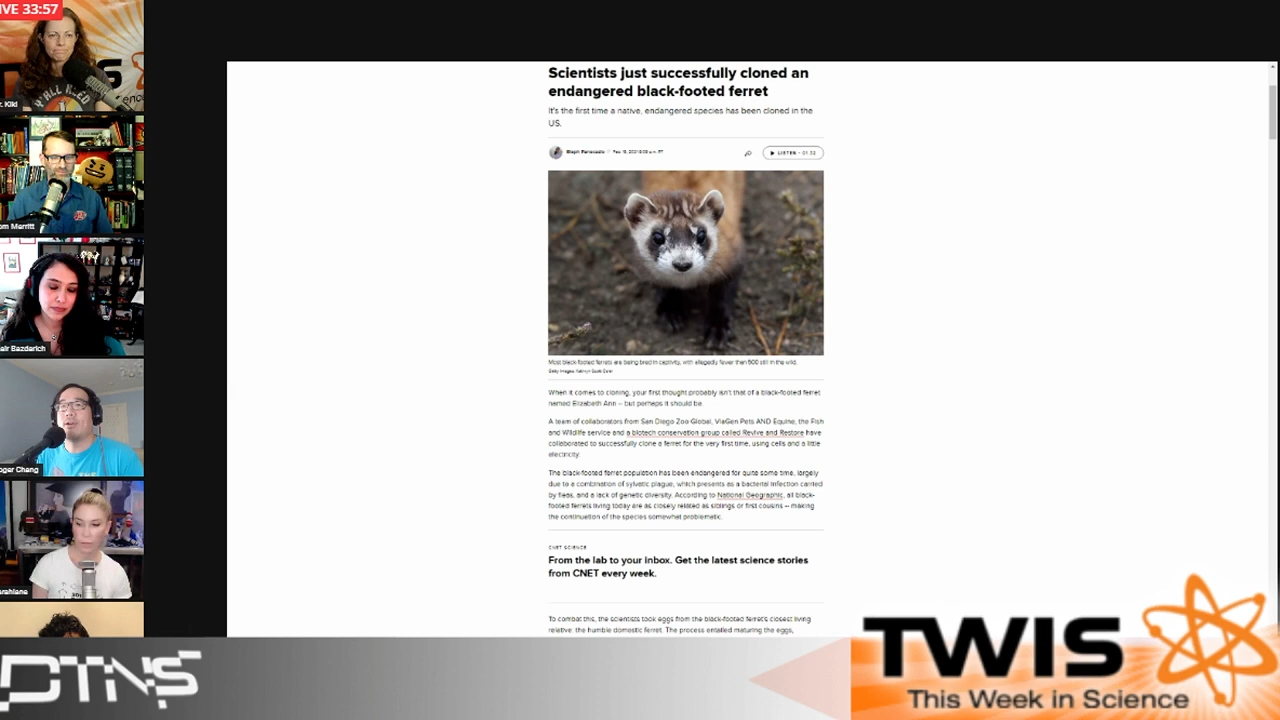 IVE 33:57
r. Kiki
Y'ALL NEED
om Merritt
air Bazdarich
oger Chang
arahlane
Scientists just successfully cloned an
endangered black-footed ferret
It's the first time a native, endangered species has been cloned in the
US.
LISTEN - 01:32
Most black-footed ferrets are being bred in captivity, with allegedly fewer than 500 still in the wild.
When it comes to cloning, your first thought probably isn't that of a black-footed ferret
named Elizabeth Ann -- but perhaps it should be.
A team of collaborators from San Diego Zoo Global, ViaGen Pets AND Equine, the Fish
and Wildlife service and a biotech conservation group called Revive and Restore have
collaborated to successfully clone a ferret for the very first time, using cells and a little
electricity.
The black-footed ferret population has been endangered for quite some time, largely
due to a combination of sylvatic plague, which presents as a bacterial infection carried
by fleas, and a lack of genetic diversity. According to National Geographic, all black-
footed ferrets living today are as closely related as siblings or first cousins -- making
the continuation of the species somewhat problematic.
CNET SCIENCE
From the lab to your inbox. Get the latest science stories
from CNET every week.
To combat this, the scientists took eggs from the black-footed ferret's closest living
relative: the humble domestic ferret. The process entailed maturing the eggs,
DTNS
TWIS
This Week in Science